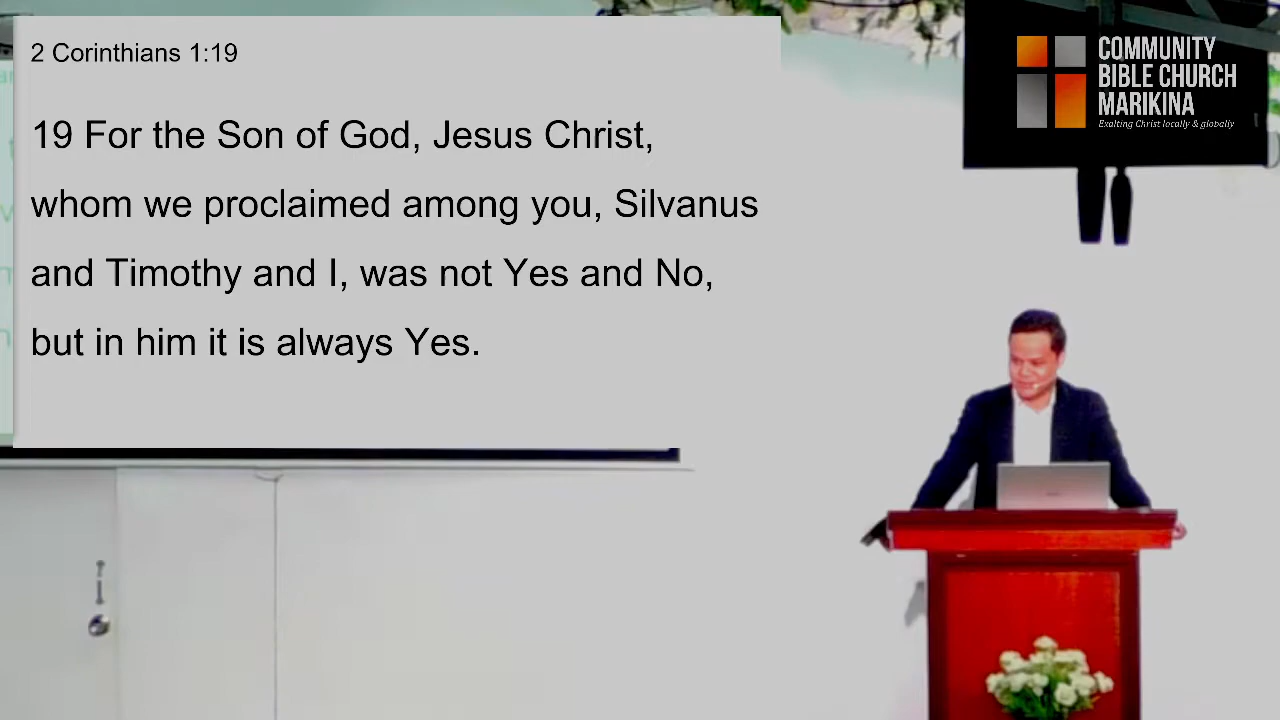 2 Corinthians 1:19
19 For the Son of God, Jesus Christ,
whom we proclaimed among you, Silvanus
and Timothy and I, was not Yes and No,
but in him it is always Yes.
COMMUNITY
BIBLE CHURCH
MARIKINA
Exalting Christ locally & globally